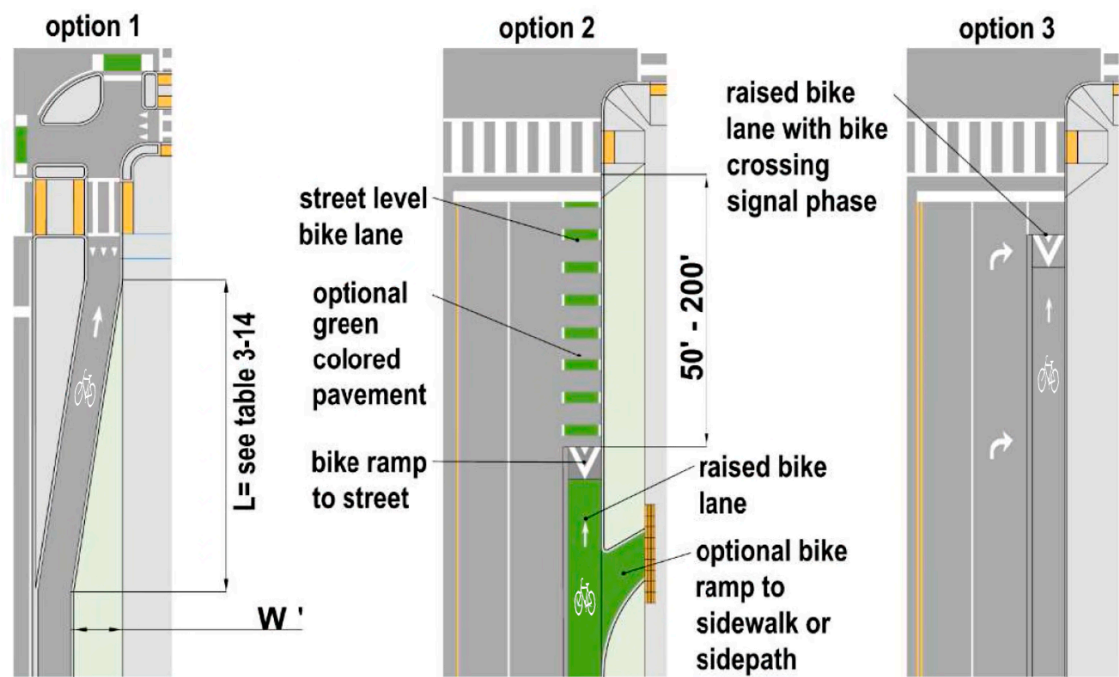 option 1
L= see table 3-14
W '
option 2
street level
bike lane
optional
green
colored
pavement
bike ramp
to street
50' - 200'
raised bike
lane
optional bike
ramp to
sidewalk or
sidepath
option 3
raised bike
lane with bike
crossing
signal phase